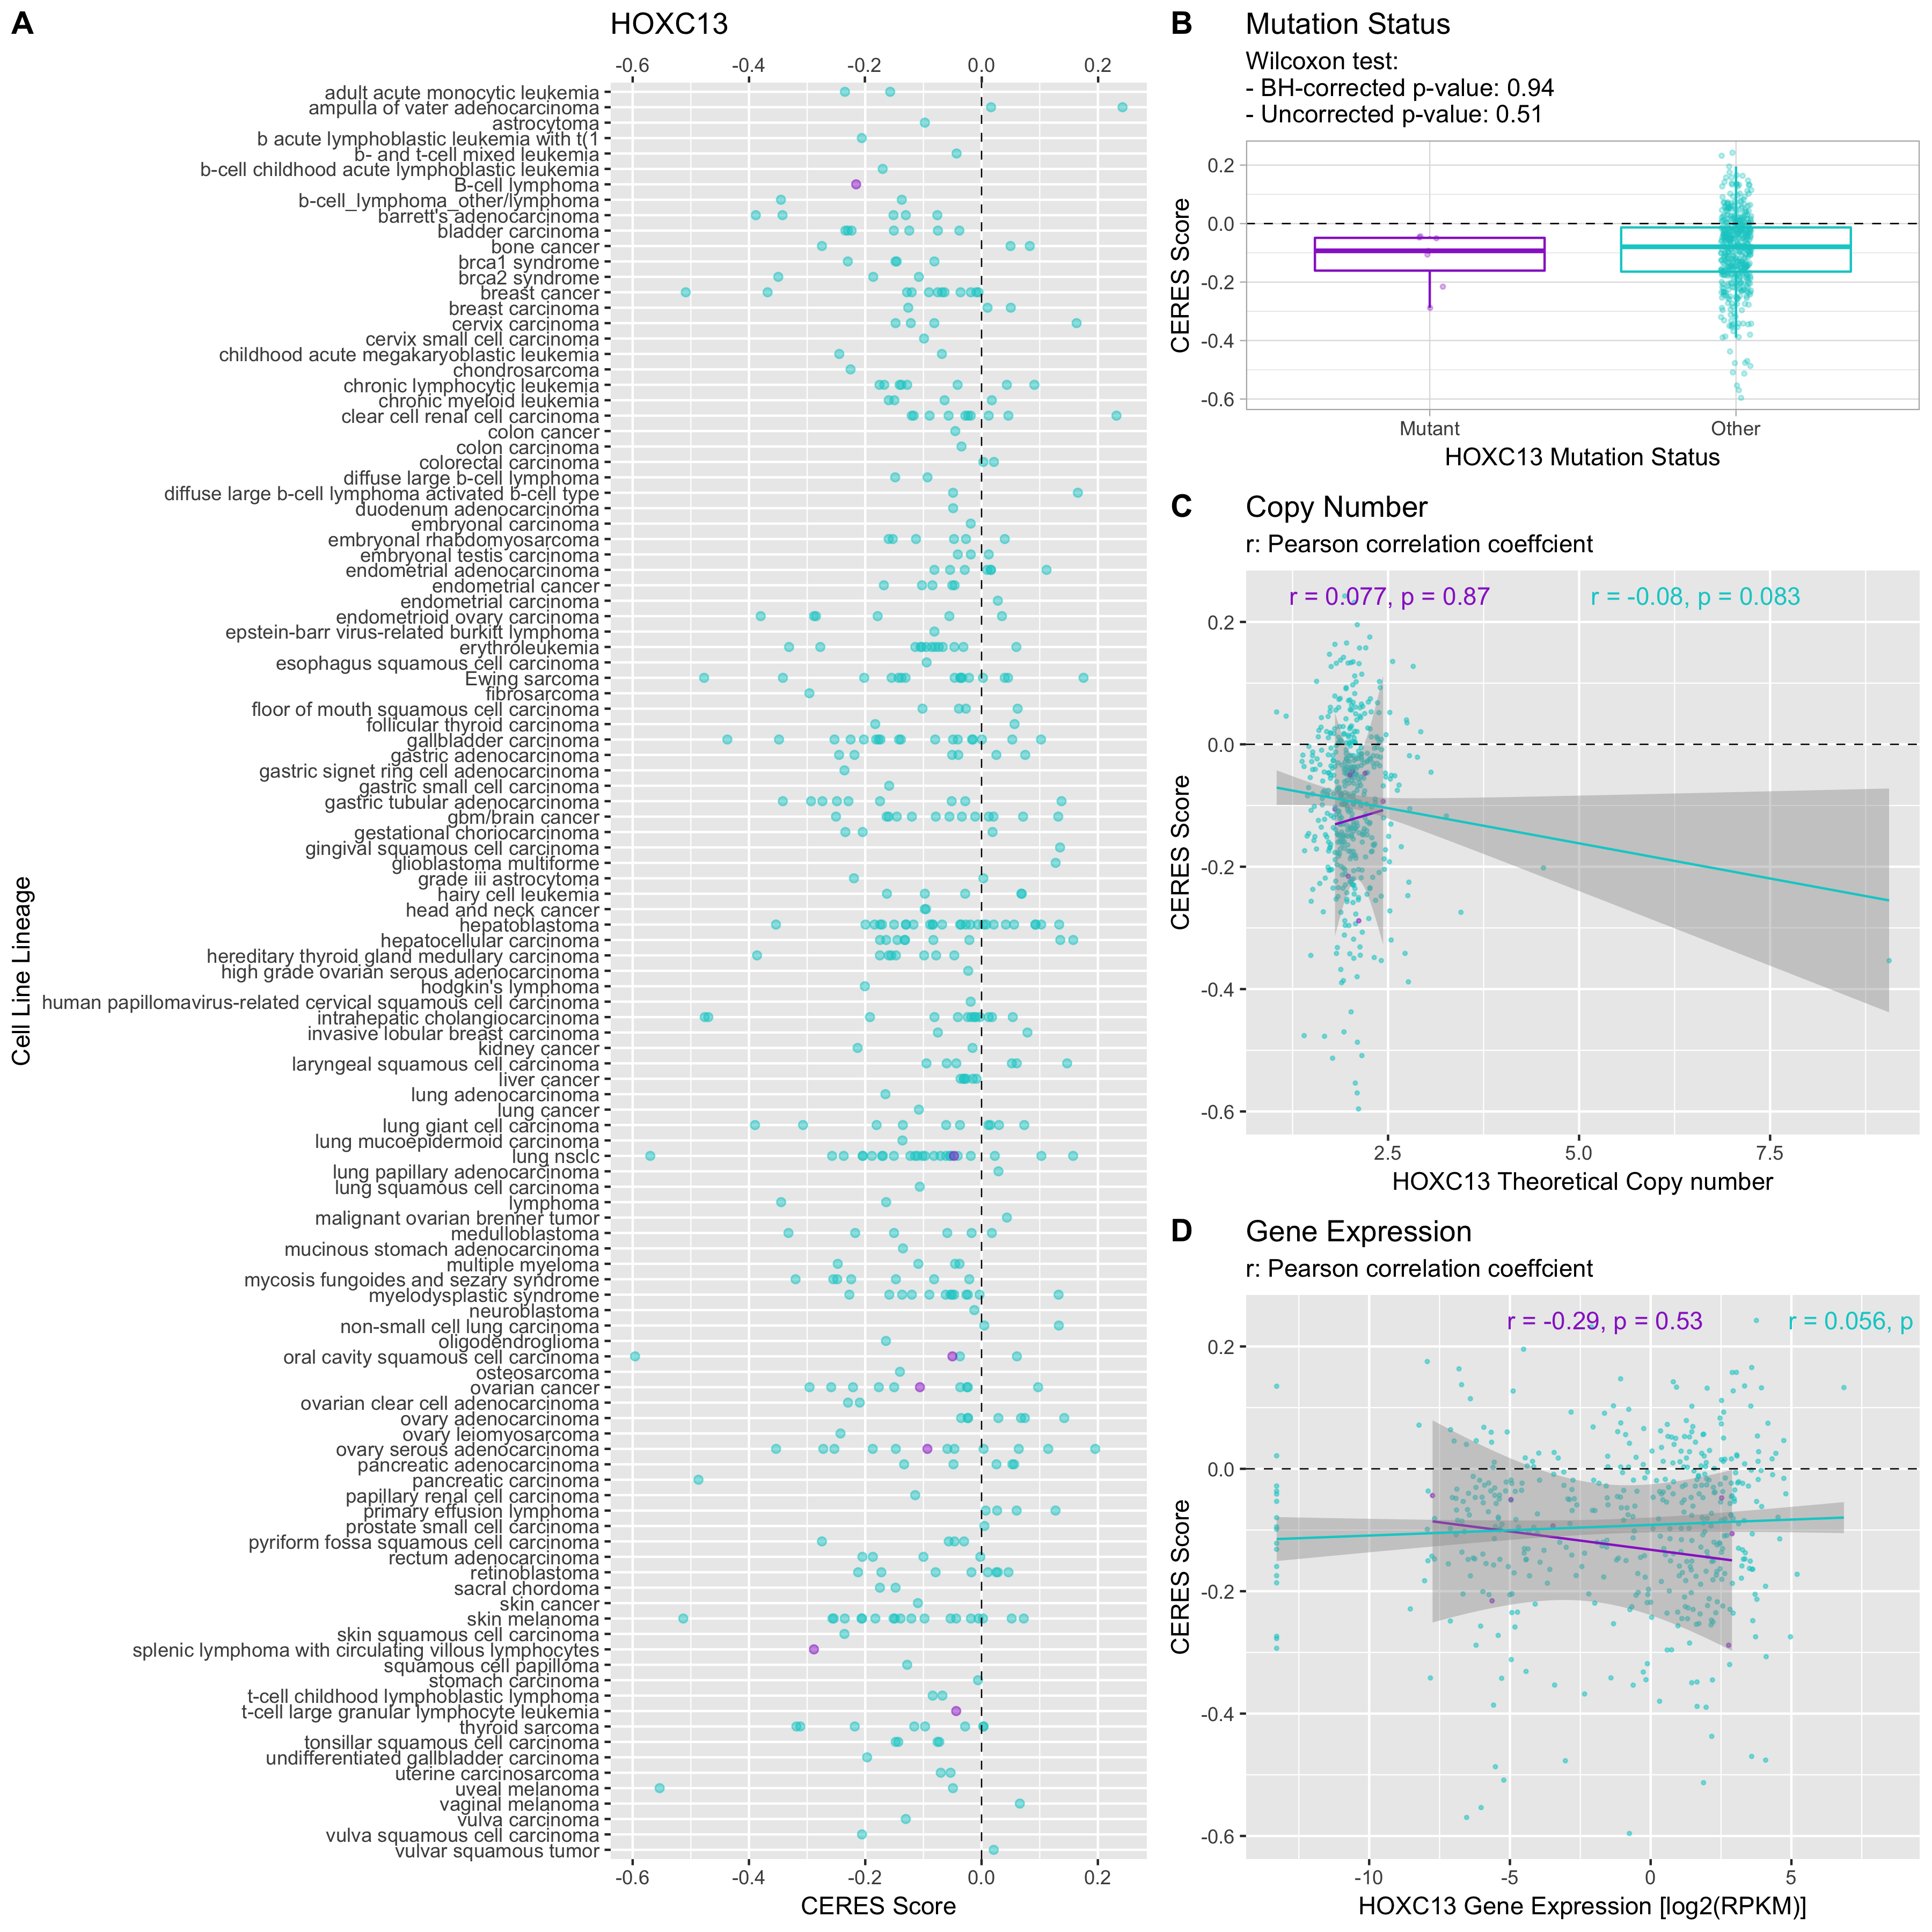 A
HOXC13
-0.6 -0.4 -0.2 0.0 0.2
Cell Line Lineage
adult acute monocytic leukemia
ampulla of vater adenocarcinoma
astrocytoma
b acute lymphoblastic leukemia with t(1
b- and t-cell mixed leukemia
b-cell childhood acute lymphoblastic leukemia
B-cell lymphoma
b-cell_lymphoma_other/lymphoma
barrett's adenocarcinoma
bladder carcinoma
bone cancer
brca1 syndrome
brca2 syndrome
breast cancer
breast carcinoma
cervix carcinoma
cervix small cell carcinoma
childhood acute megakaryoblastic leukemia
chondrosarcoma
chronic lymphocytic leukemia
chronic myeloid leukemia
clear cell renal cell carcinoma
colon cancer
colon carcinoma
colorectal carcinoma
diffuse large b-cell lymphoma
diffuse large b-cell lymphoma activated b-cell type
duodenum adenocarcinoma
embryonal carcinoma
embryonal rhabdomyosarcoma
embryonal testis carcinoma
endometrial adenocarcinoma
endometrial cancer
endometrial carcinoma
endometrioid ovary carcinoma
epstein-barr virus-related burkitt lymphoma
erythroleukemia
esophagus squamous cell carcinoma
Ewing sarcoma
fibrosarcoma
floor of mouth squamous cell carcinoma
follicular thyroid carcinoma
gallbladder carcinoma
gastric adenocarcinoma
gastric signet ring cell adenocarcinoma
gastric small cell carcinoma
gastric tubular adenocarcinoma
gbm/brain cancer
gestational choriocarcinoma
gingival squamous cell carcinoma
glioblastoma multiforme
grade iii astrocytoma
hairy cell leukemia
head and neck cancer
hepatoblastoma
hepatocellular carcinoma
hereditary thyroid gland medullary carcinoma
high grade ovarian serous adenocarcinoma
hodgkin's lymphoma
human papillomavirus-related cervical squamous cell carcinoma
intrahepatic cholangiocarcinoma
invasive lobular breast carcinoma
kidney cancer
laryngeal squamous cell carcinoma
liver cancer
lung adenocarcinoma
lung cancer
lung giant cell carcinoma
lung mucoepidermoid carcinoma
lung nsclc
lung papillary adenocarcinoma
lung squamous cell carcinoma
lymphoma
malignant ovarian brenner tumor
medulloblastoma
mucinous stomach adenocarcinoma
multiple myeloma
mycosis fungoides and sezary syndrome
myelodysplastic syndrome
neuroblastoma
non-small cell lung carcinoma
oligodendroglioma
oral cavity squamous cell carcinoma
osteosarcoma
ovarian cancer
ovarian clear cell adenocarcinoma
ovary adenocarcinoma
ovary leiomyosarcoma
ovary serous adenocarcinoma
pancreatic adenocarcinoma
pancreatic carcinoma
papillary renal cell carcinoma
primary effusion lymphoma
prostate small cell carcinoma
pyriform fossa squamous cell carcinoma
rectum adenocarcinoma
retinoblastoma
sacral chordoma
skin cancer
skin melanoma
skin squamous cell carcinoma
splenic lymphoma with circulating villous lymphocytes
squamous cell papilloma
stomach carcinoma
t-cell childhood lymphoblastic lymphoma
t-cell large granular lymphocyte leukemia
thyroid sarcoma
tonsillar squamous cell carcinoma
undifferentiated gallbladder carcinoma
uterine carcinosarcoma
uveal melanoma
vaginal melanoma
vulva carcinoma
vulva squamous cell carcinoma
vulvar squamous tumor
-0.6 -0.4 -0.2 0.0 0.2
CERES Score
B
Mutation Status
Wilcoxon test:
- BH-corrected p-value: 0.94
- Uncorrected p-value: 0.51
CERES Score
0.2
0.0
-0.2
-0.4
-0.6
Mutant Other
HOXC13 Mutation Status
C
Copy Number
r: Pearson correlation coeffcient
r = 0.077, p = 0.87 r = -0.08, p = 0.083
CERES Score
0.2
0.0
-0.2
-0.4
-0.6
2.5 5.0 7.5
HOXC13 Theoretical Copy number
D
Gene Expression
r: Pearson correlation coeffcient
r = -0.29, p = 0.53 r = 0.056, p
CERES Score
0.2
0.0
-0.2
-0.4
-0.6
-10 -5 0 5
HOXC13 Gene Expression [log2(RPKM)]